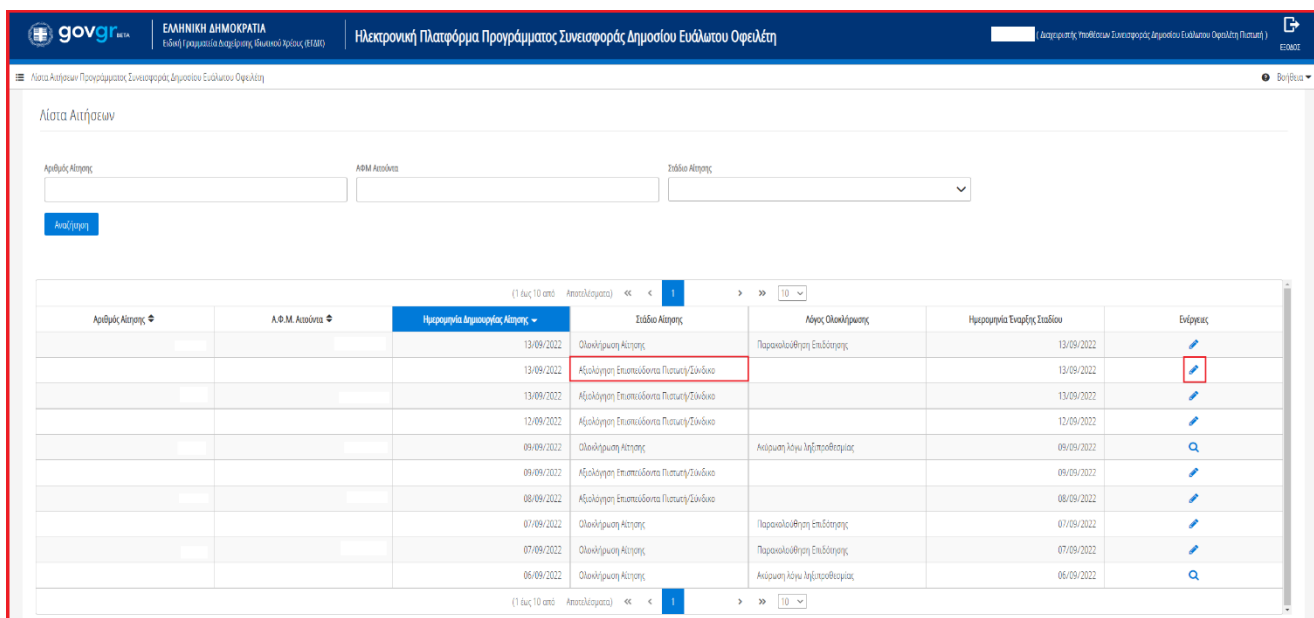 govgr BETA
ΕΛΛΗΝΙΚΗ ΔΗΜΟΚΡΑΤΙΑ
Ειδική Γραμματεία Διαχείρισης Ιδιωτικού Χρέους (ΕΓΔΙΧ)
Ηλεκτρονική Πλατφόρμα Προγράμματος Συνεισφοράς Δημοσίου Ευάλωτου Οφειλέτη
( Διαχειριστής Υποθέσεων Συνεισφοράς Δημοσίου Ευάλωτου Οφειλέτη Πιστωτή )
ΕΞΟΔΟΣ
Λίστα Αιτήσεων Προγράμματος Συνεισφοράς Δημοσίου Ευάλωτου Οφειλέτη
Βοήθεια
Λίστα Αιτήσεων
Αριθμός Αίτησης ΑΦΜ Αιτούντα Στάδιο Αίτησης
Αναζήτηση
(1 έως 10 από Αποτελέσματα) 1 10
Αριθμός Αίτησης Α.Φ.Μ. Αιτούντα Ημερομηνία Δημιουργίας Αίτησης Στάδιο Αίτησης Λόγος Ολοκλήρωσης Ημερομηνία Έναρξης Σταδίου Ενέργειες
13/09/2022 Ολοκλήρωση Αίτησης Παρακολούθηση Επιδότησης 13/09/2022
13/09/2022 Αξιολόγηση Επισπεύδοντα Πιστωτή/Σύνδικο 13/09/2022
13/09/2022 Αξιολόγηση Επισπεύδοντα Πιστωτή/Σύνδικο 13/09/2022
12/09/2022 Αξιολόγηση Επισπεύδοντα Πιστωτή/Σύνδικο 12/09/2022
09/09/2022 Ολοκλήρωση Αίτησης Ακύρωση λόγω ληξιπροθεσμίας 09/09/2022
09/09/2022 Αξιολόγηση Επισπεύδοντα Πιστωτή/Σύνδικο 09/09/2022
08/09/2022 Αξιολόγηση Επισπεύδοντα Πιστωτή/Σύνδικο 08/09/2022
07/09/2022 Ολοκλήρωση Αίτησης Παρακολούθηση Επιδότησης 07/09/2022
07/09/2022 Ολοκλήρωση Αίτησης Παρακολούθηση Επιδότησης 07/09/2022
06/09/2022 Ολοκλήρωση Αίτησης Ακύρωση λόγω ληξιπροθεσμίας 06/09/2022
(1 έως 10 από Αποτελέσματα) 1 10